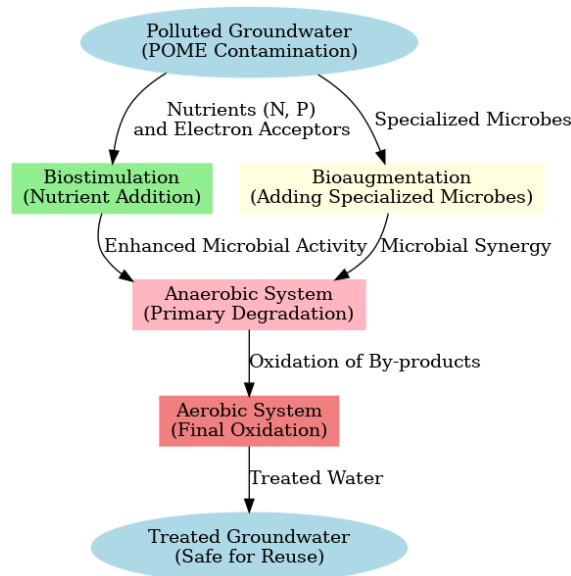 Polluted Groundwater
(POME Contamination)
Nutrients (N, P)
and Electron Acceptors
Specialized Microbes
Biostimulation
(Nutrient Addition)
Bioaugmentation
(Adding Specialized Microbes)
Enhanced Microbial Activity
Microbial Synergy
Anaerobic System
(Primary Degradation)
Oxidation of By-products
Aerobic System
(Final Oxidation)
Treated Water
Treated Groundwater
(Safe for Reuse)